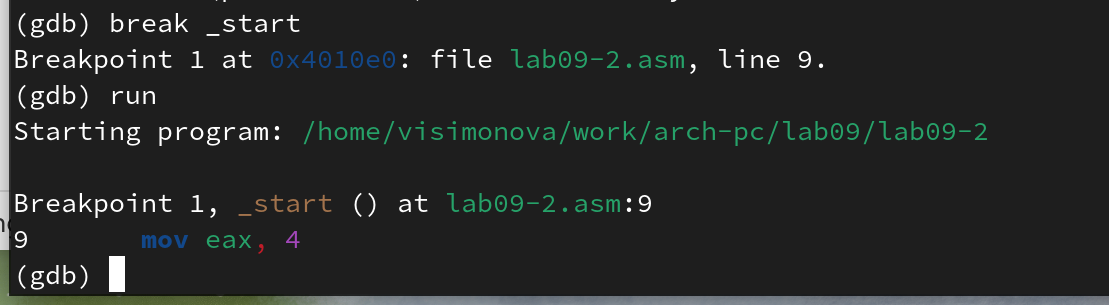 (gdb) break _start
Breakpoint 1 at 0x4010e0: file lab09-2.asm, line 9.
(gdb) run
Starting program: /home/visimonova/work/arch-pc/lab09/lab09-2
Breakpoint 1, _start () at lab09-2.asm:9
9       mov eax, 4
(gdb)